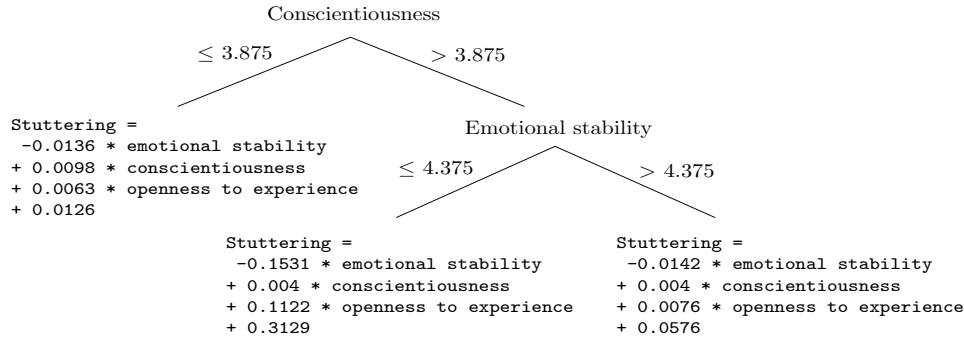 Conscientiousness
≤ 3.875
> 3.875
Stuttering =
-0.0136 * emotional stability
+ 0.0098 * conscientiousness
+ 0.0063 * openness to experience
+ 0.0126
Emotional stability
≤ 4.375
> 4.375
Stuttering =
-0.1531 * emotional stability
+ 0.004 * conscientiousness
+ 0.1122 * openness to experience
+ 0.3129
Stuttering =
-0.0142 * emotional stability
+ 0.004 * conscientiousness
+ 0.0076 * openness to experience
+ 0.0576